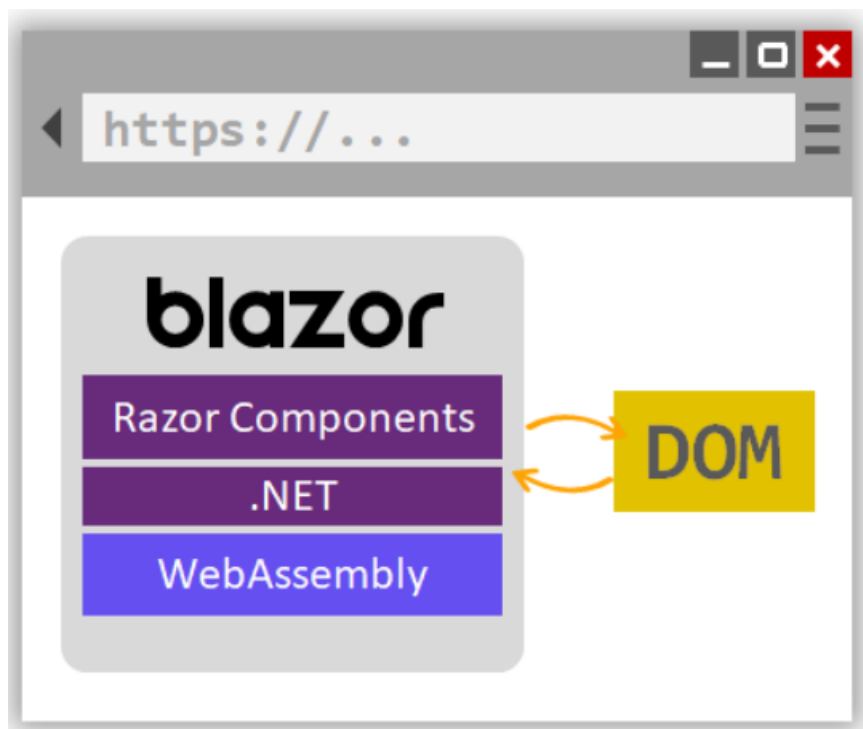 https://...
blazor
Razor Components
.NET
WebAssembly
DOM